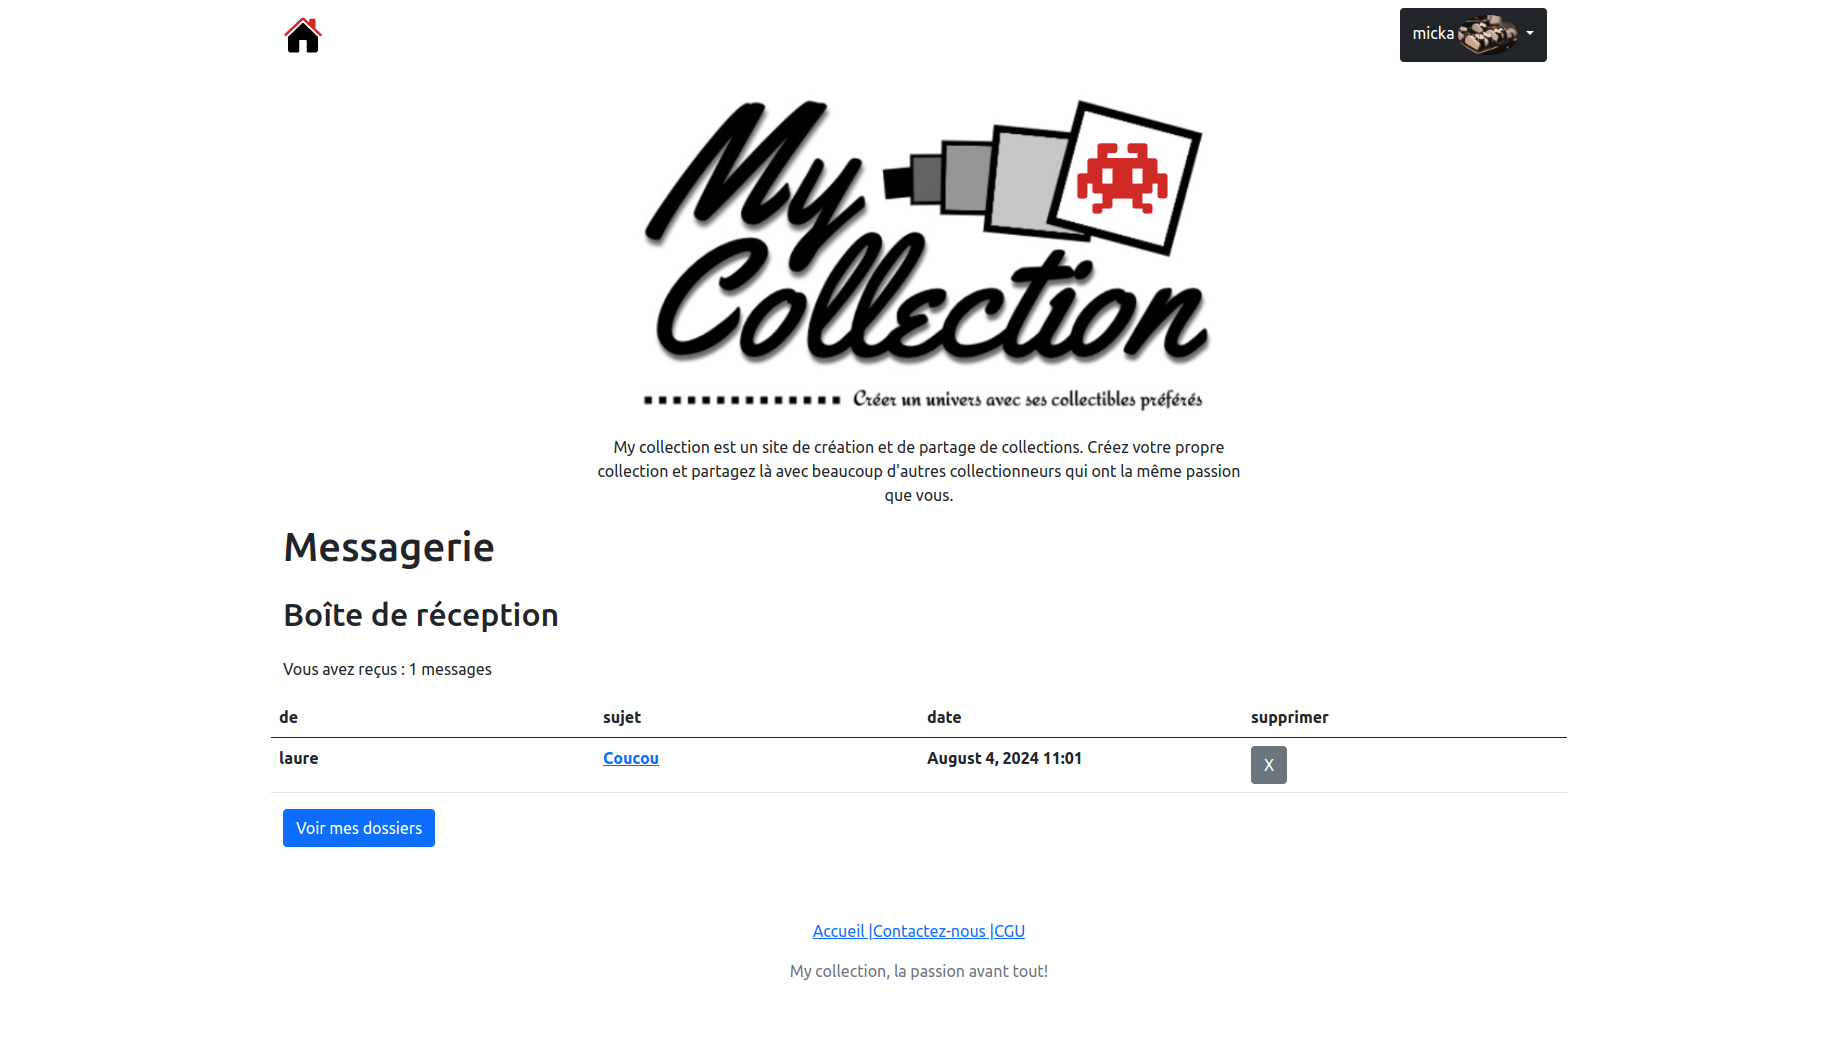 micka
My
Collection
Créer un univers avec ses collectibles préférés
My collection est un site de création et de partage de collections. Créez votre propre
collection et partagez là avec beaucoup d'autres collectionneurs qui ont la même passion
que vous.
Messagerie
Boîte de réception
Vous avez reçus : 1 messages
de sujet date supprimer
laure Coucou August 4, 2024 11:01 X
Voir mes dossiers
Accueil |Contactez-nous |CGU
My collection, la passion avant tout!